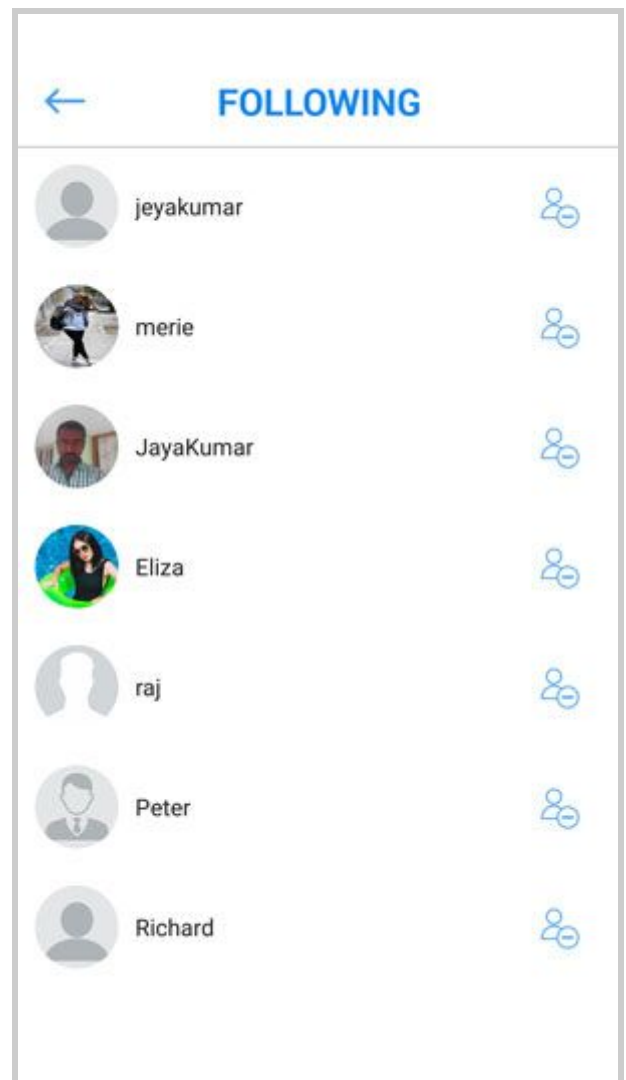 FOLLOWING
jeyakumar
merie
JayaKumar
Eliza
raj
Peter
Richard